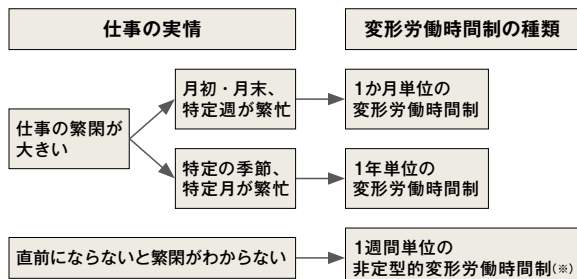 仕事の実情
変形労働時間制の種類
仕事の繁閑が
大きい
月初・月末、
特定週が繁忙
1か月単位の
変形労働時間制
特定の季節、
特定月が繁忙
1年単位の
変形労働時間制
直前にならないと繁閑がわからない
1週間単位の
非定型的変形労働時間制(※)